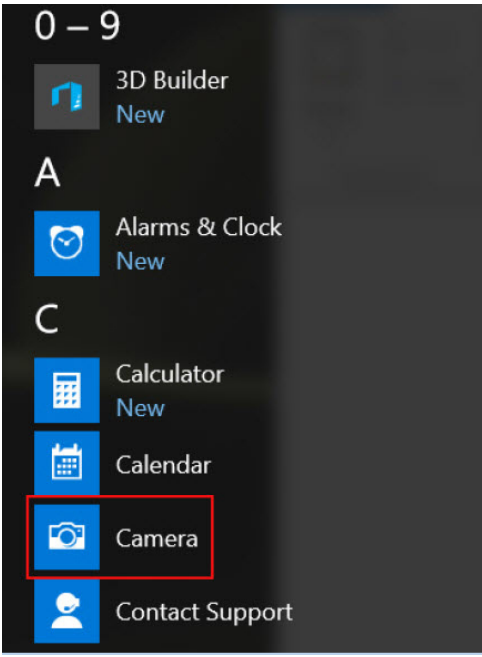 0 – 9
3D Builder
New
A
Alarms & Clock
New
C
Calculator
New
Calendar
Camera
Contact Support